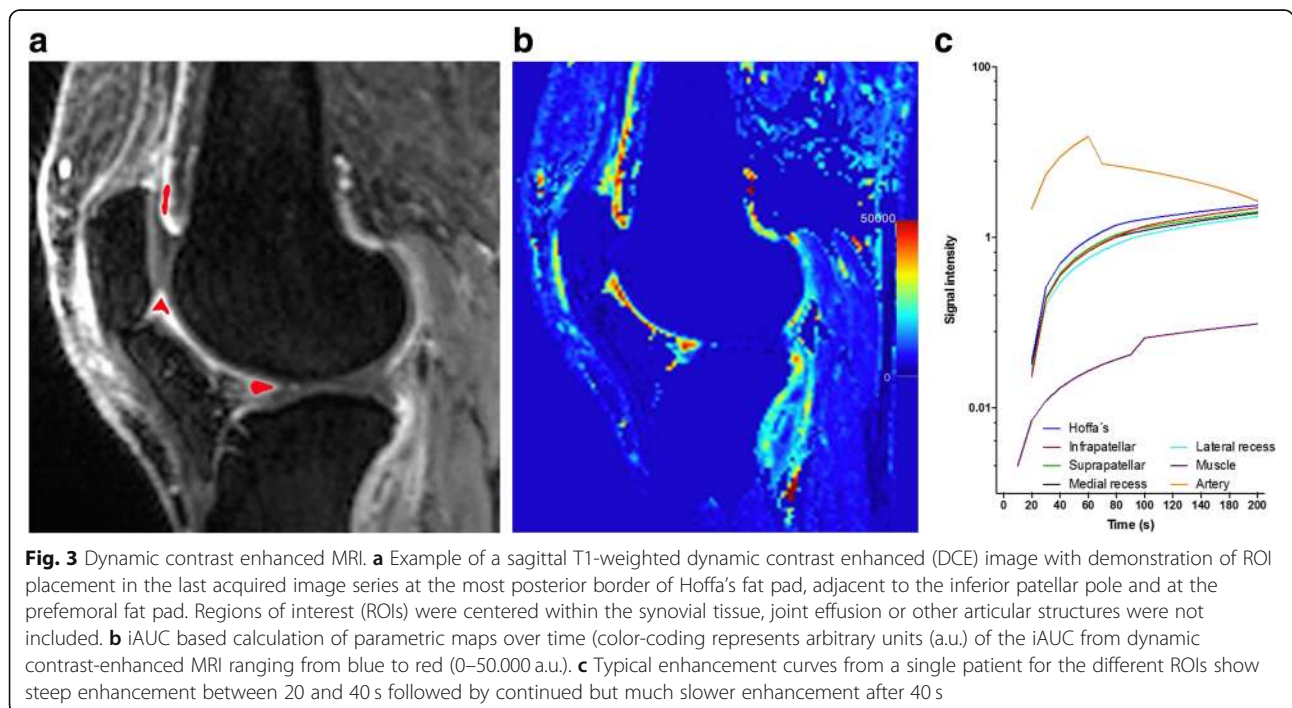 a
b
c
50000
0
100
1
0.01
Signal intensity
Hoffa´s
Infrapatellar
Suprapatellar
Medial recess
Lateral recess
Muscle
Artery
0 20 40 60 80 100 120 140 160 180 200
Time (s)
Fig. 3 Dynamic contrast enhanced MRI. a Example of a sagittal T1-weighted dynamic contrast enhanced (DCE) image with demonstration of ROI
placement in the last acquired image series at the most posterior border of Hoffa's fat pad, adjacent to the inferior patellar pole and at the
prefemoral fat pad. Regions of interest (ROIs) were centered within the synovial tissue, joint effusion or other articular structures were not
included. b iAUC based calculation of parametric maps over time (color-coding represents arbitrary units (a.u.) of the iAUC from dynamic
contrast-enhanced MRI ranging from blue to red (0–50.000 a.u.). c Typical enhancement curves from a single patient for the different ROIs show
steep enhancement between 20 and 40 s followed by continued but much slower enhancement after 40 s